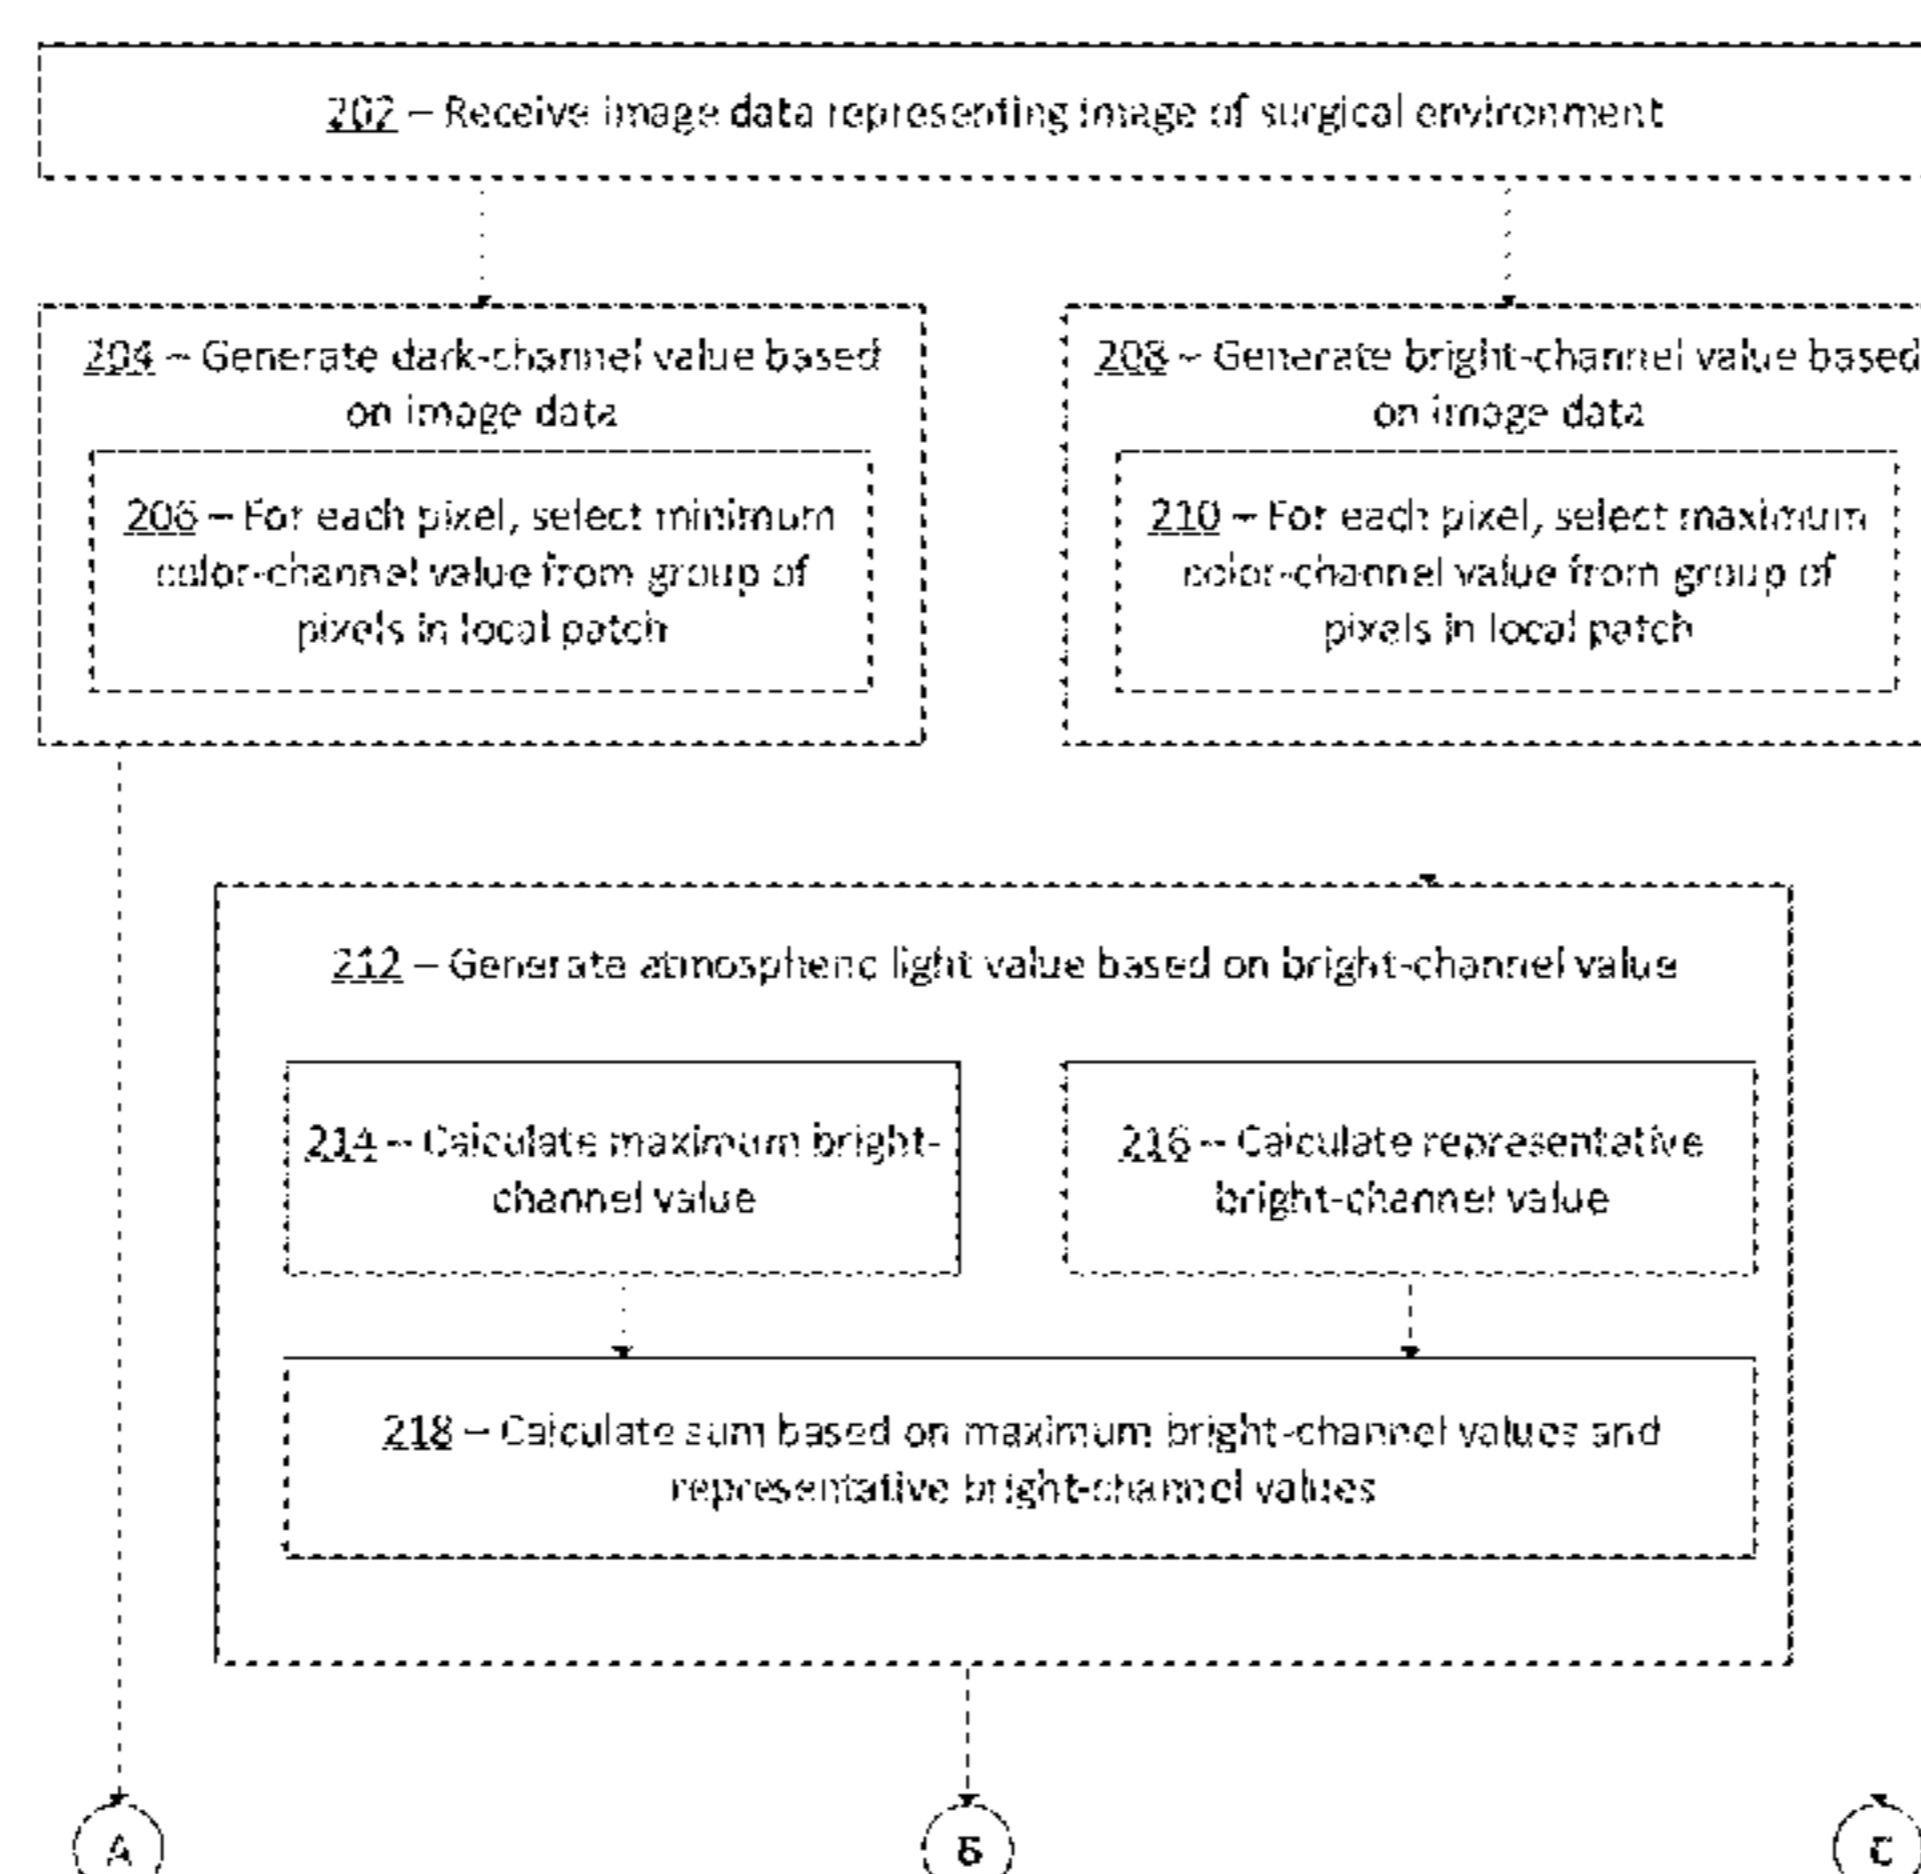 202 – Receive image data representing image of surgical environment
204 – Generate dark-channel value based
on image data
206 – For each pixel, select minimum
color-channel value from group of
pixels in local patch
208 – Generate bright-channel value based
on image data
210 – For each pixel, select maximum
color-channel value from group of
pixels in local patch
212 – Generate atmospheric light value based on bright-channel value
214 – Calculate maximum bright-
channel value
216 – Calculate representative
bright-channel value
218 – Calculate sum based on maximum bright-channel values and
representative bright-channel values
A
B
C